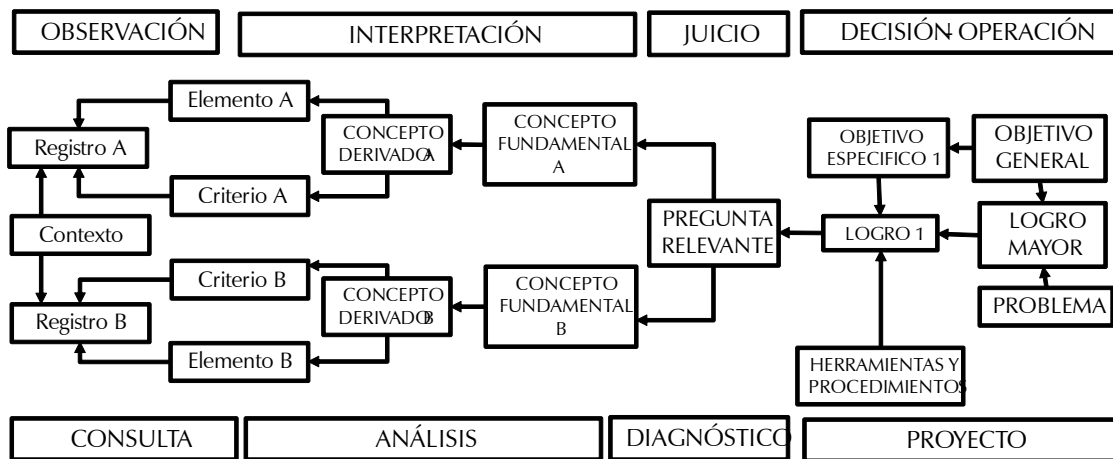 OBSERVACIÓN
INTERPRETACIÓN
JUICIO
DECISIÓN-OPERACIÓN
Elemento A
Registro A
Criterio A
Contexto
Criterio B
Registro B
Elemento B
CONCEPTO
DERIVADO A
CONCEPTO
DERIVADO B
CONCEPTO
FUNDAMENTAL
A
CONCEPTO
FUNDAMENTAL
B
PREGUNTA
RELEVANTE
OBJETIVO
ESPECIFICO 1
OBJETIVO
GENERAL
LOGRO 1
LOGRO
MAYOR
PROBLEMA
HERRAMIENTAS Y
PROCEDIMIENTOS
CONSULTA
ANÁLISIS
DIAGNÓSTICO
PROYECTO